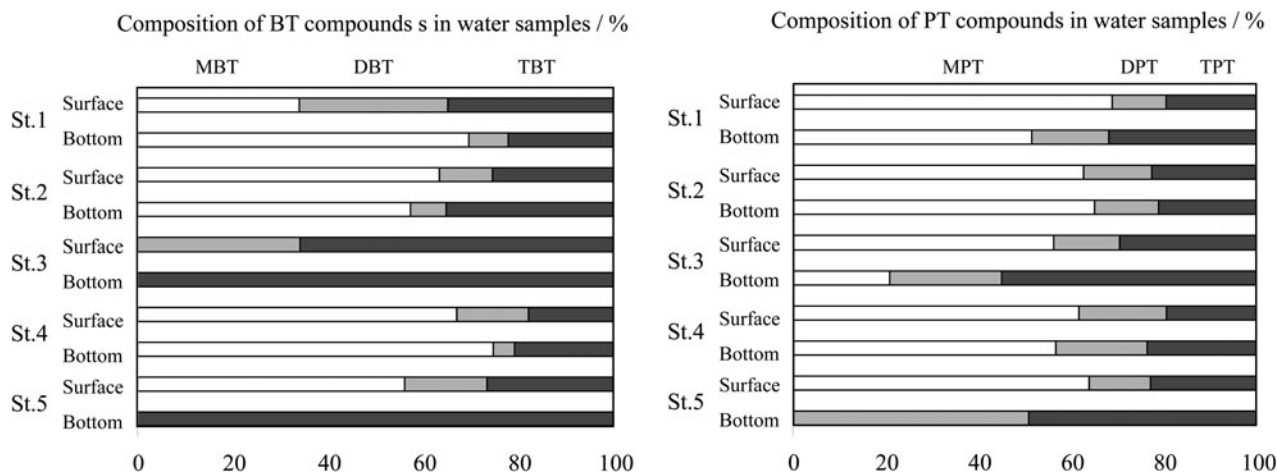 Composition of BT compounds s in water samples / %
MBT DBT TBT
St.1
Surface
Bottom
St.2
Surface
Bottom
St.3
Surface
Bottom
St.4
Surface
Bottom
St.5
Surface
Bottom
0 20 40 60 80 100
Composition of PT compounds in water samples / %
MPT DPT TPT
St.1
Surface
Bottom
St.2
Surface
Bottom
St.3
Surface
Bottom
St.4
Surface
Bottom
St.5
Surface
Bottom
0 20 40 60 80 100